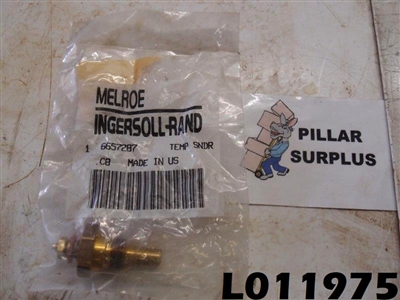 MELROE
INGERSOLL-RAND
1 6657287 TEMP SNDR
.CB MADE IN US
PILLAR
SURPLUS
L011975